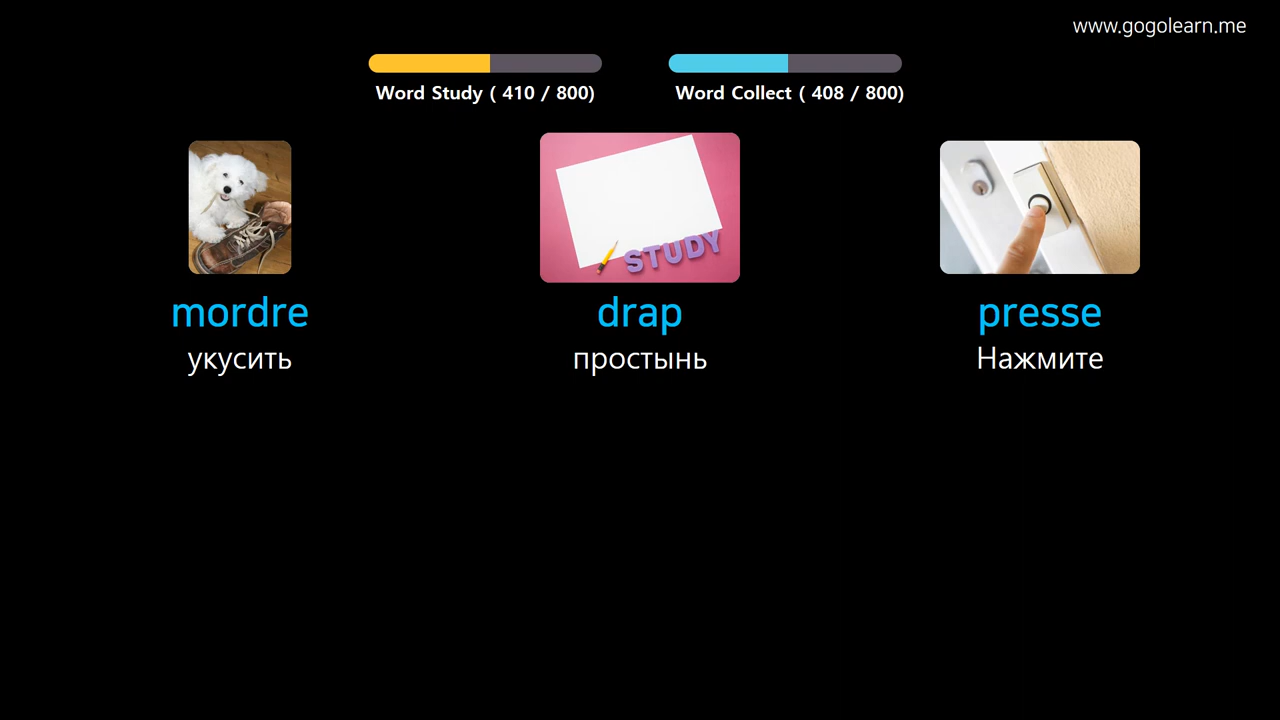 www.gogolearn.me
Word Study ( 410 / 800)
Word Collect ( 408 / 800)
STUDY
mordre
drap
presse
укусить
простынь
Нажмите